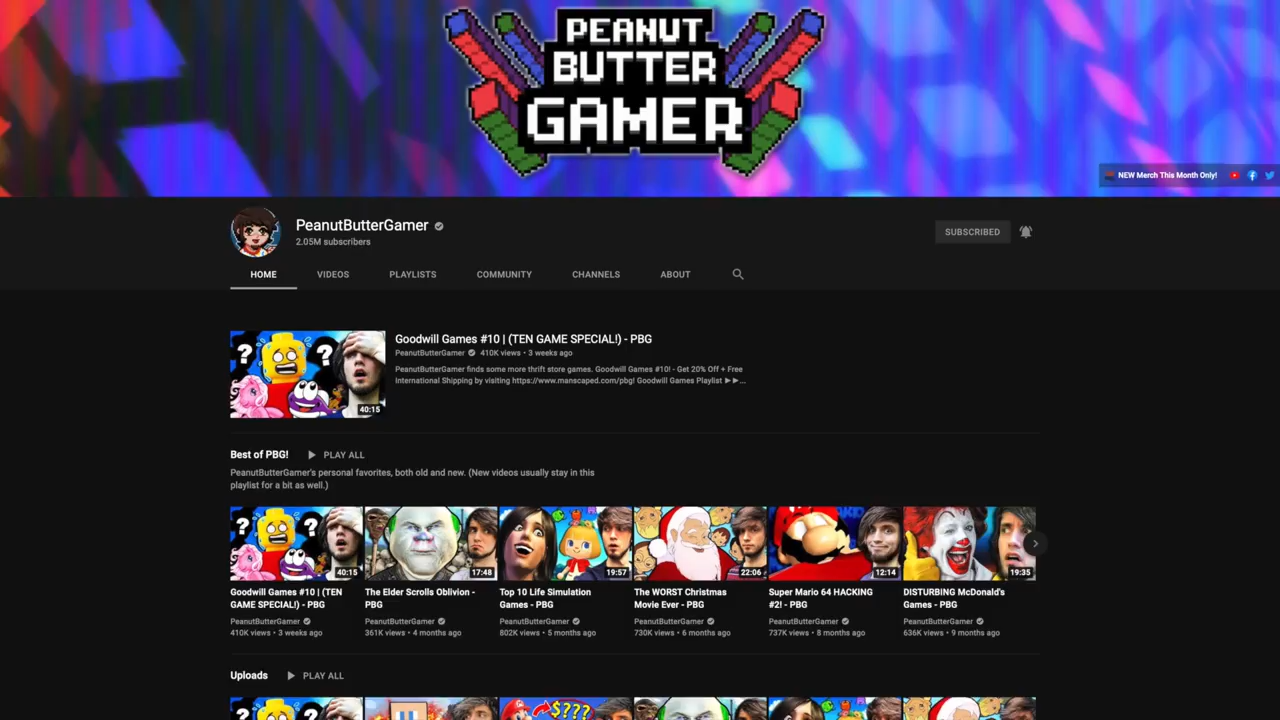 PEANUT
BUTTER
GAMER
NEW Merch This Month Only!
PeanutButterGamer
2.05M subscribers
SUBSCRIBED
HOME VIDEOS PLAYLISTS COMMUNITY CHANNELS ABOUT
? ?
40:15
Goodwill Games #10 | (TEN GAME SPECIAL!) - PBG
PeanutButterGamer 410K views • 3 weeks ago
PeanutButterGamer finds some more thrift store games. Goodwill Games #10! - Get 20% Off + Free
International Shipping by visiting https://www.manscaped.com/pbg! Goodwill Games Playlist ►►...
Best of PBG! PLAY ALL
PeanutButterGamer's personal favorites, both old and new. (New videos usually stay in this
playlist for a bit as well.)
? ?
40:15 17:48 19:57 22:06 12:14 19:35
Goodwill Games #10 | (TEN
GAME SPECIAL!) - PBG
PeanutButterGamer
410K views • 3 weeks ago
The Elder Scrolls Oblivion -
PBG
PeanutButterGamer
361K views • 4 months ago
Top 10 Life Simulation
Games - PBG
PeanutButterGamer
802K views • 5 months ago
The WORST Christmas
Movie Ever - PBG
PeanutButterGamer
730K views • 6 months ago
Super Mario 64 HACKING
#2! - PBG
PeanutButterGamer
737K views • 8 months ago
DISTURBING McDonald's
Games - PBG
PeanutButterGamer
636K views • 9 months ago
Uploads PLAY ALL
? ?
$???